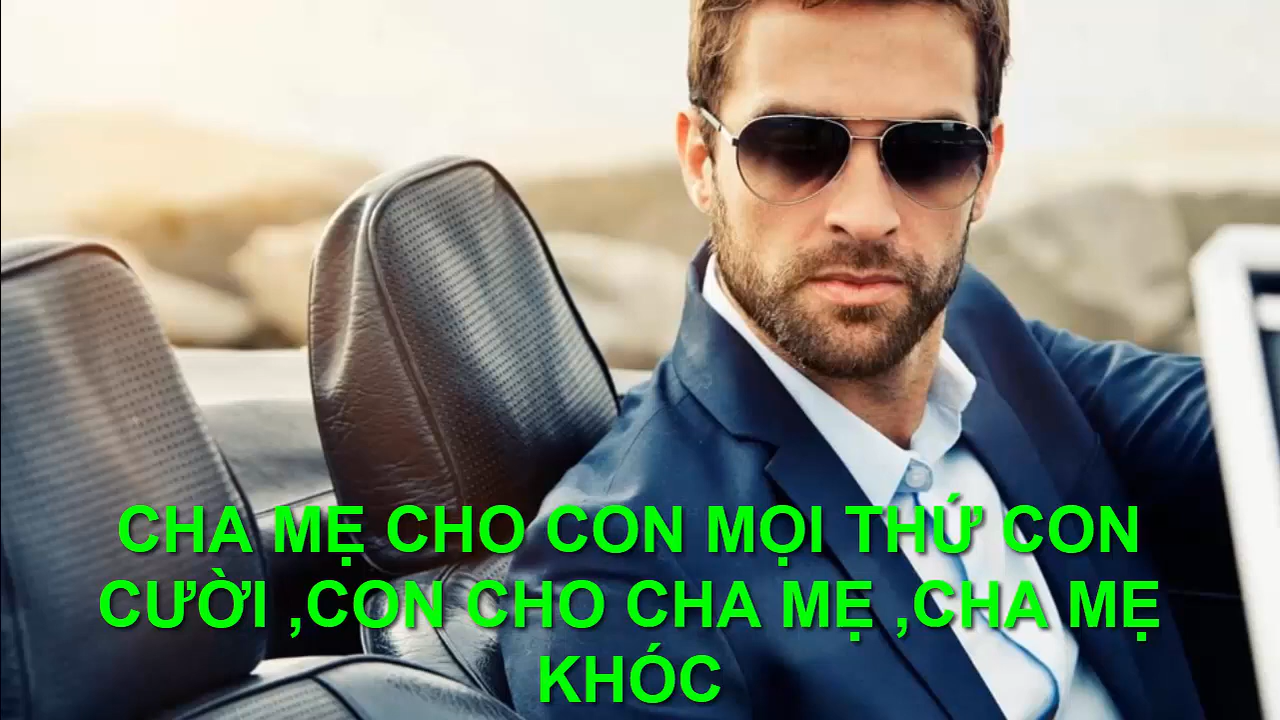 CHA MẸ CHO CON MỌI THỨ CON
CƯỜI ,CON CHO CHA MẸ ,CHA MẸ
KHÓC